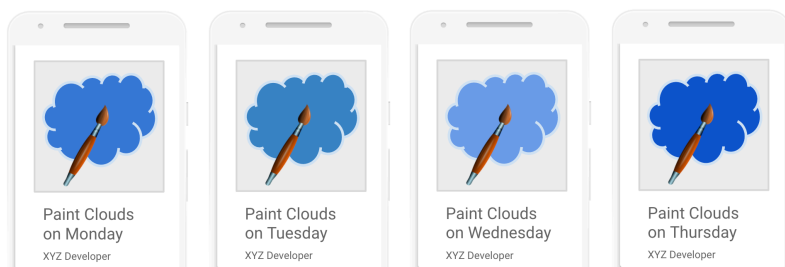 Paint Clouds
on Monday
XYZ Developer
Paint Clouds
on Tuesday
XYZ Developer
Paint Clouds
on Wednesday
XYZ Developer
Paint Clouds
on Thursday
XYZ Developer